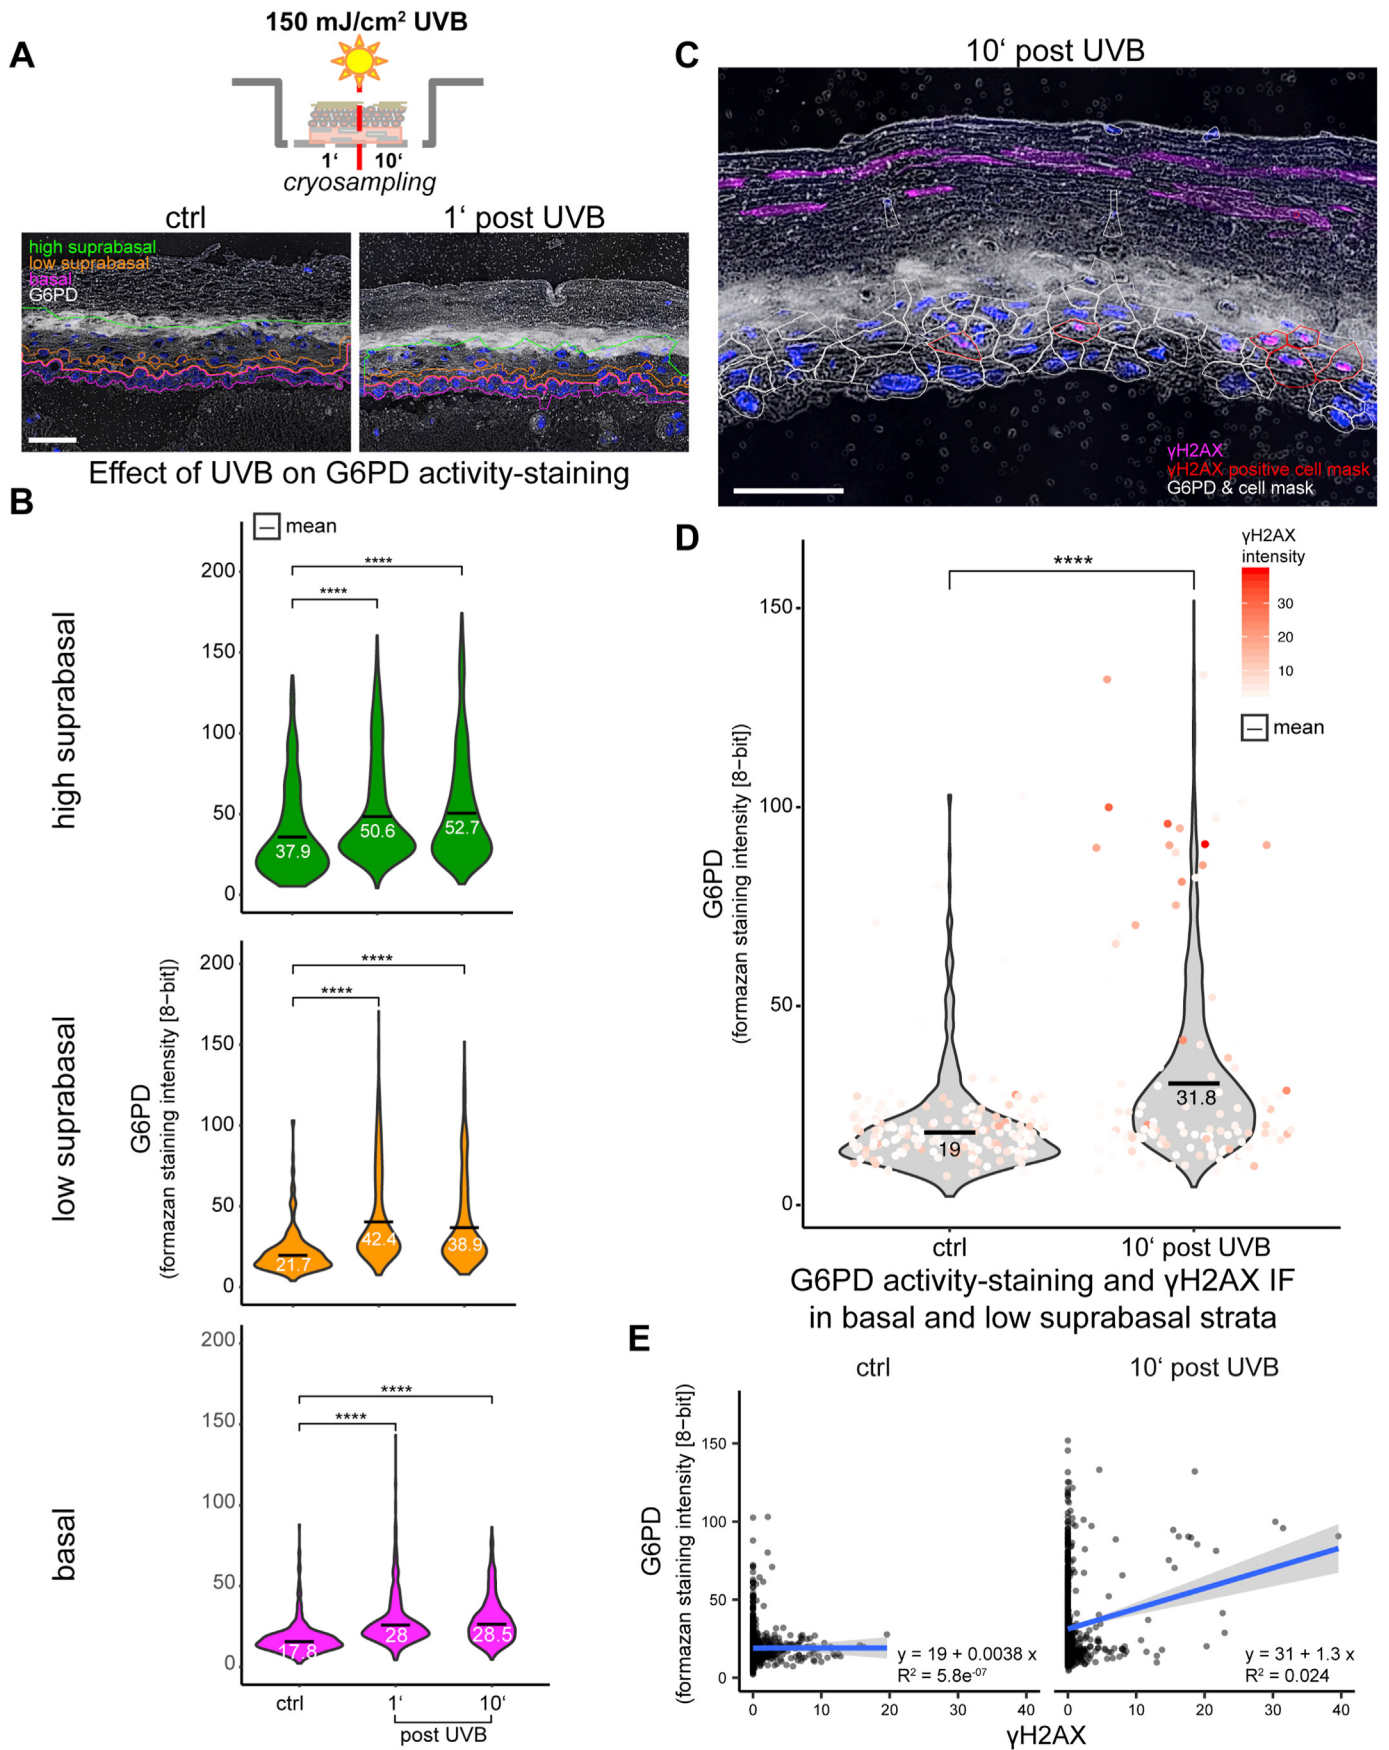 A
150 mJ/cm² UVB
1‘ 10‘
cryosampling
ctrl
1‘ post UVB
high suprabasal
low suprabasal
basal
G6PD
Effect of UVB on G6PD activity-staining
B
mean
high suprabasal
200
150
100
50
0
****
****
37.9
50.6
52.7
low suprabasal
G6PD
(formazan staining intensity [8−bit])
200
150
100
50
0
****
****
21.7
42.4
38.9
basal
200
150
100
50
0
****
****
17.8
28
28.5
ctrl
1‘
10‘
post UVB
C
10‘ post UVB
γH2AX
γH2AX positive cell mask
G6PD & cell mask
D
γH2AX
intensity
30
20
10
mean
G6PD
(formazan staining intensity [8−bit])
150
100
50
0
****
19
31.8
ctrl
10‘ post UVB
G6PD activity-staining and γH2AX IF
in basal and low suprabasal strata
E
ctrl
10‘ post UVB
G6PD
(formazan staining intensity [8−bit])
150
100
50
0
y = 19 + 0.0038 x
R² = 5.8e⁻⁰⁷
y = 31 + 1.3 x
R² = 0.024
0 10 20 30 40
0 10 20 30 40
γH2AX